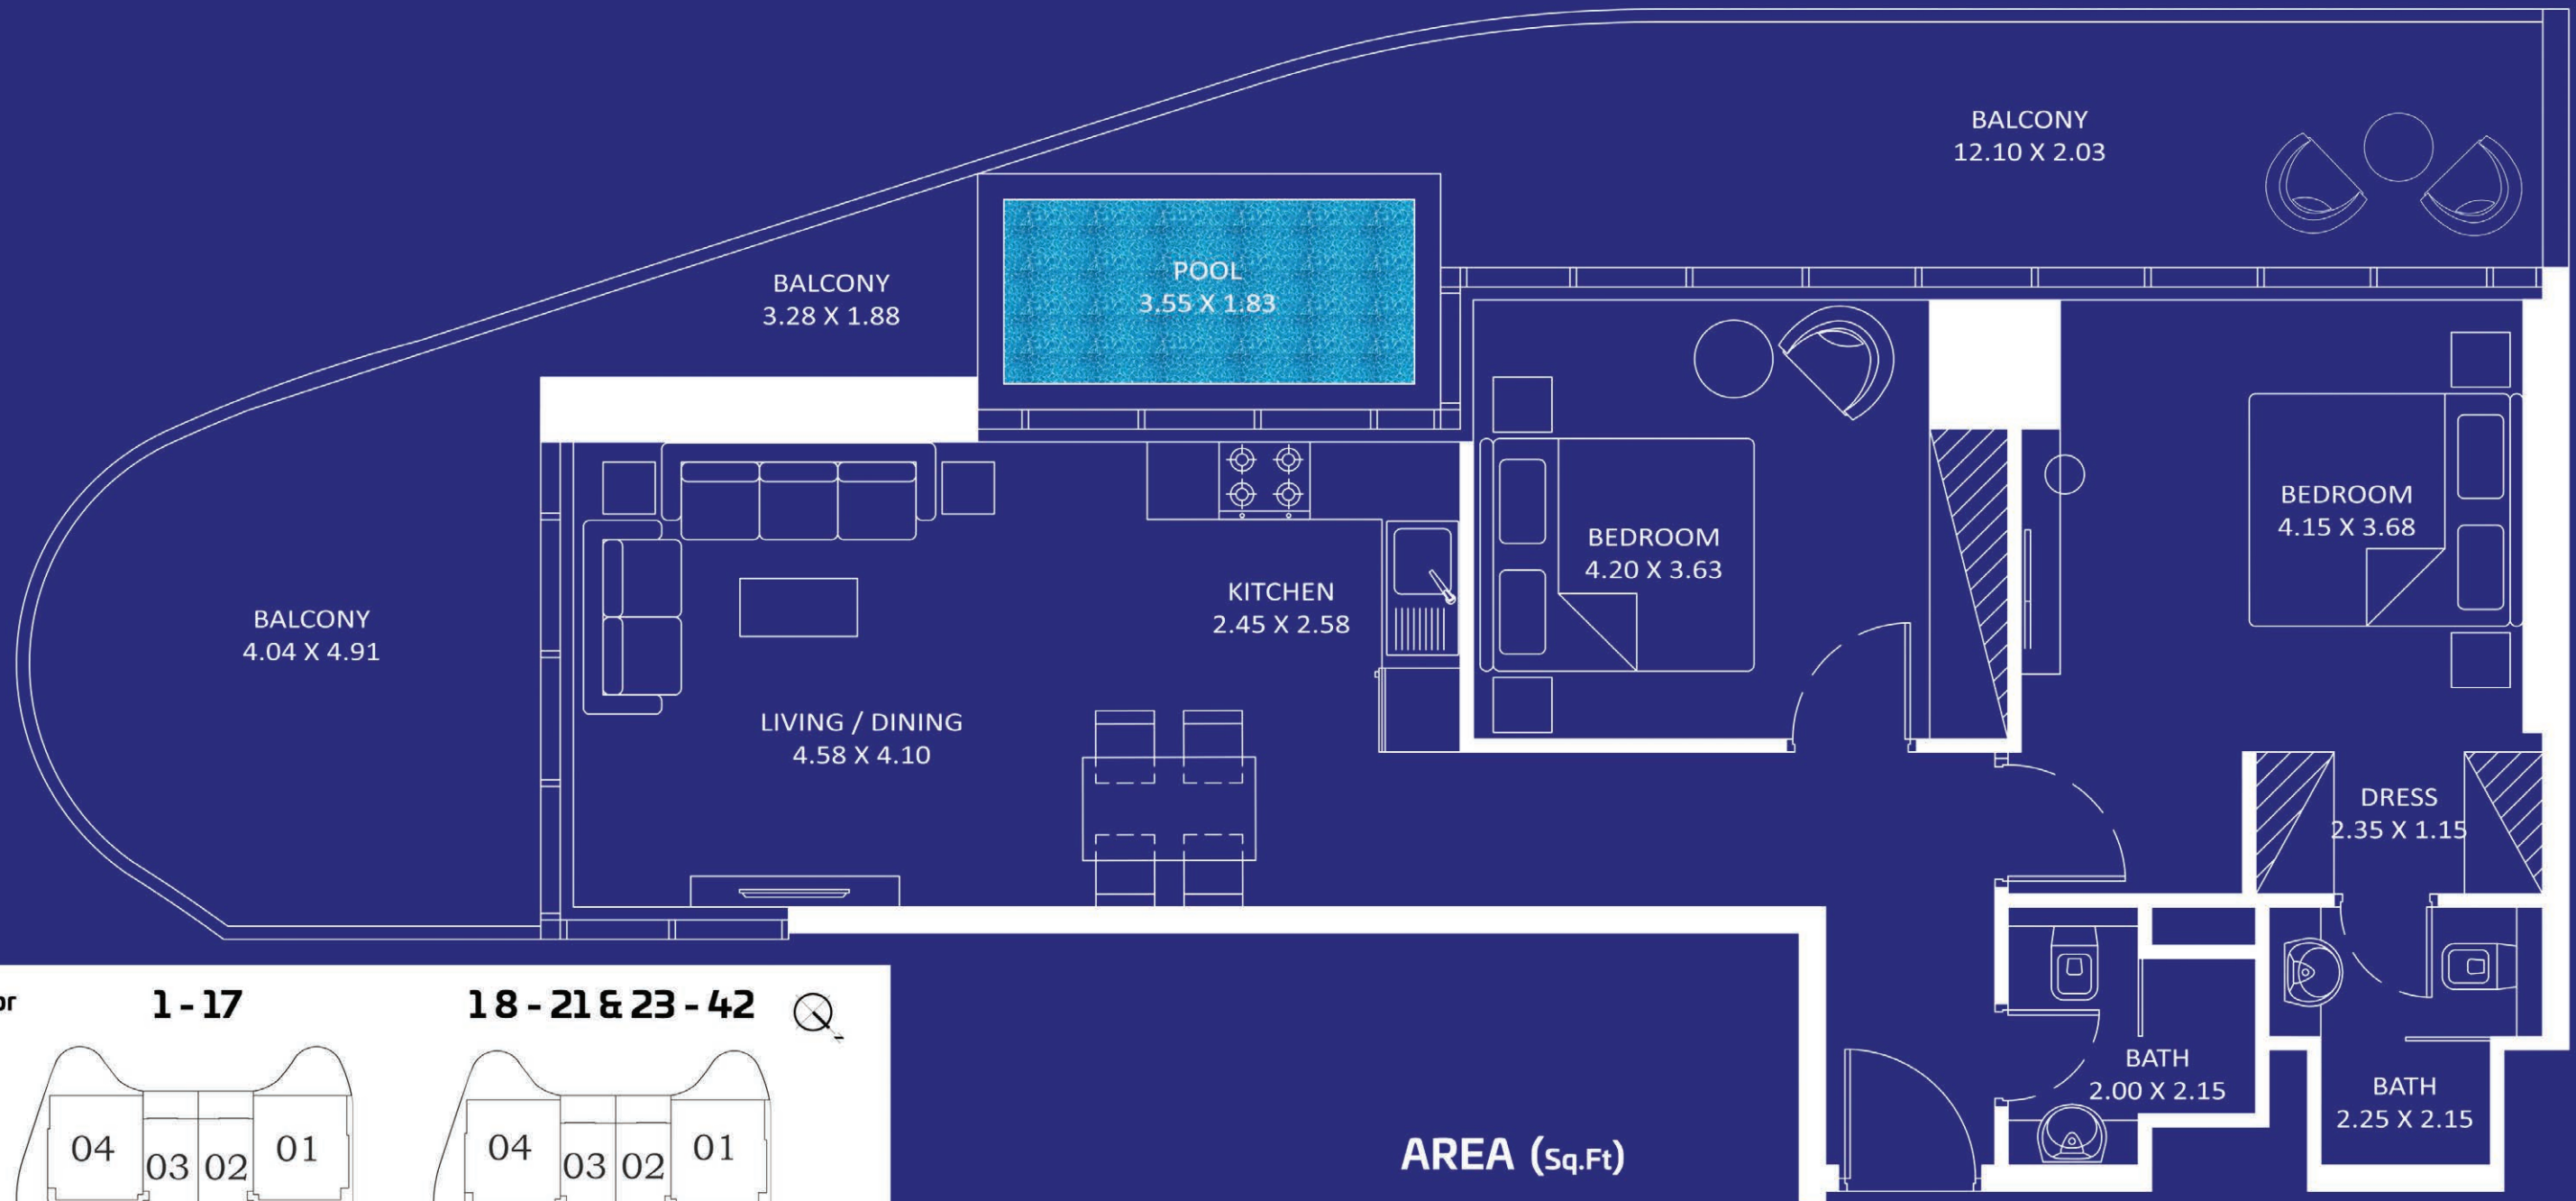 BALCONY
12.10 X 2.03
BALCONY
3.28 X 1.88
POOL
3.55 X 1.83
BEDROOM
4.15 X 3.68
BEDROOM
4.20 X 3.63
KITCHEN
2.45 X 2.58
BALCONY
4.04 X 4.91
LIVING / DINING
4.58 X 4.10
DRESS
2.35 X 1.15
BATH
2.00 X 2.15
BATH
2.25 X 2.15
AREA (Sq.Ft)
or
1 - 17
18 - 21 & 23 - 42
04
03
02
01
04
03
02
01